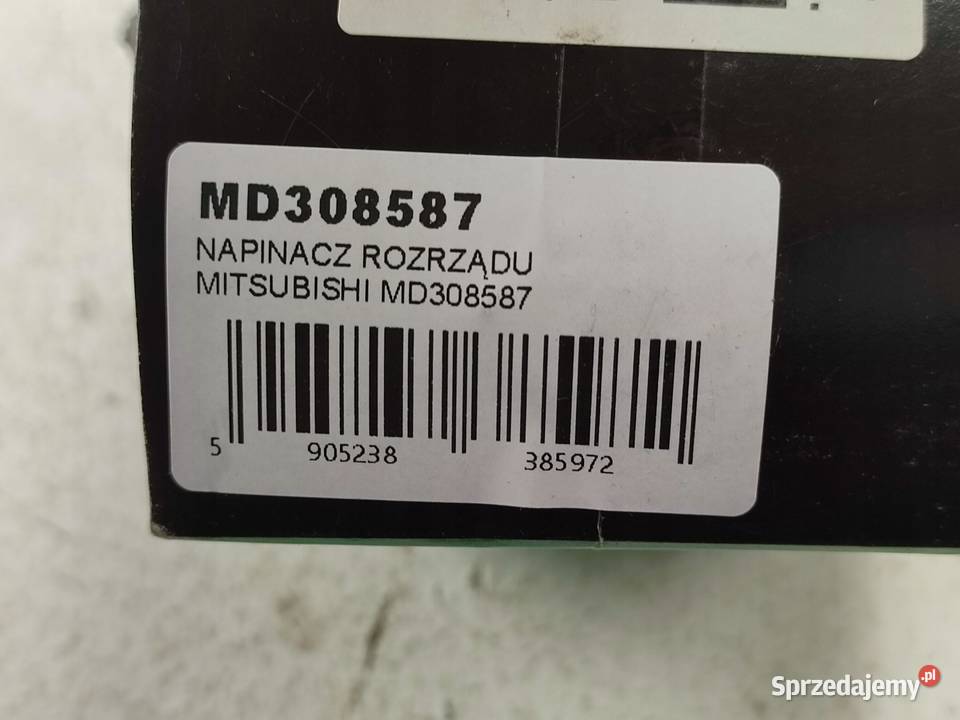 MD308587
NAPINACZ ROZRZĄDU
MITSUBISHI MD308587
5 905238 385972
Sprzedajemy.pl